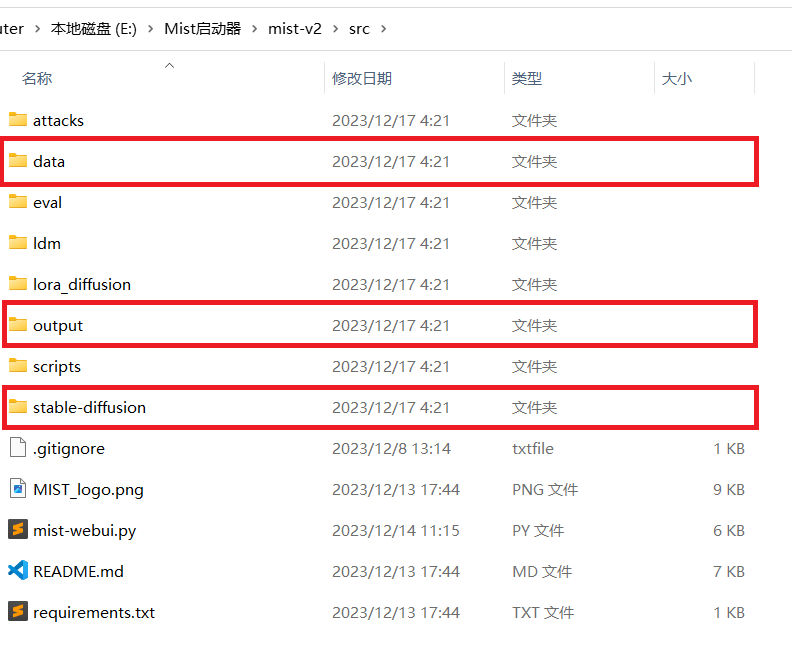 uter › 本地磁盘 (E:) › Mist启动器 › mist-v2 › src ›
名称 修改日期 类型 大小
attacks 2023/12/17 4:21 文件夹
data 2023/12/17 4:21 文件夹
eval 2023/12/17 4:21 文件夹
ldm 2023/12/17 4:21 文件夹
lora_diffusion 2023/12/17 4:21 文件夹
output 2023/12/17 4:21 文件夹
scripts 2023/12/17 4:21 文件夹
stable-diffusion 2023/12/17 4:21 文件夹
.gitignore 2023/12/8 13:14 txtfile 1 KB
MIST_logo.png 2023/12/13 17:44 PNG 文件 9 KB
mist-webui.py 2023/12/14 11:15 PY 文件 6 KB
README.md 2023/12/13 17:44 MD 文件 7 KB
requirements.txt 2023/12/13 17:44 TXT 文件 1 KB